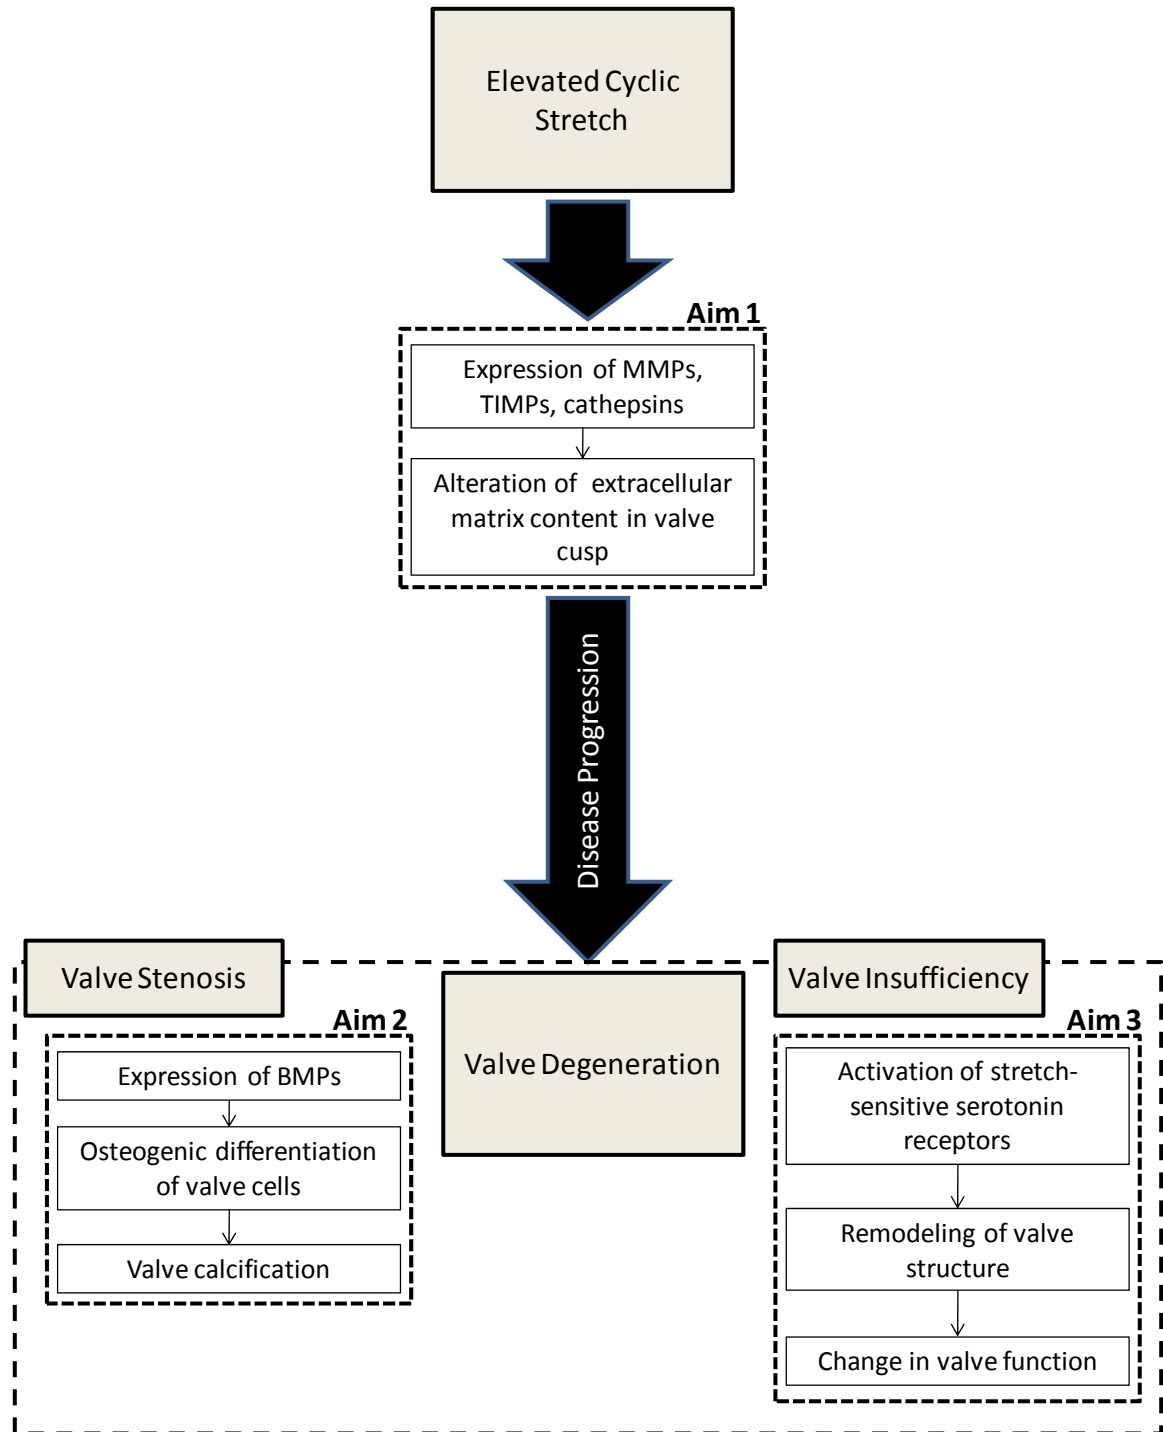 Elevated Cyclic
Stretch
Aim 1
Expression of MMPs,
TIMPs, cathepsins
Alteration of extracellular
matrix content in valve
cusp
Disease Progression
Valve Stenosis
Aim 2
Expression of BMPs
Osteogenic differentiation
of valve cells
Valve calcification
Valve Degeneration
Valve Insufficiency
Aim 3
Activation of stretch-
sensitive serotonin
receptors
Remodeling of valve
structure
Change in valve function